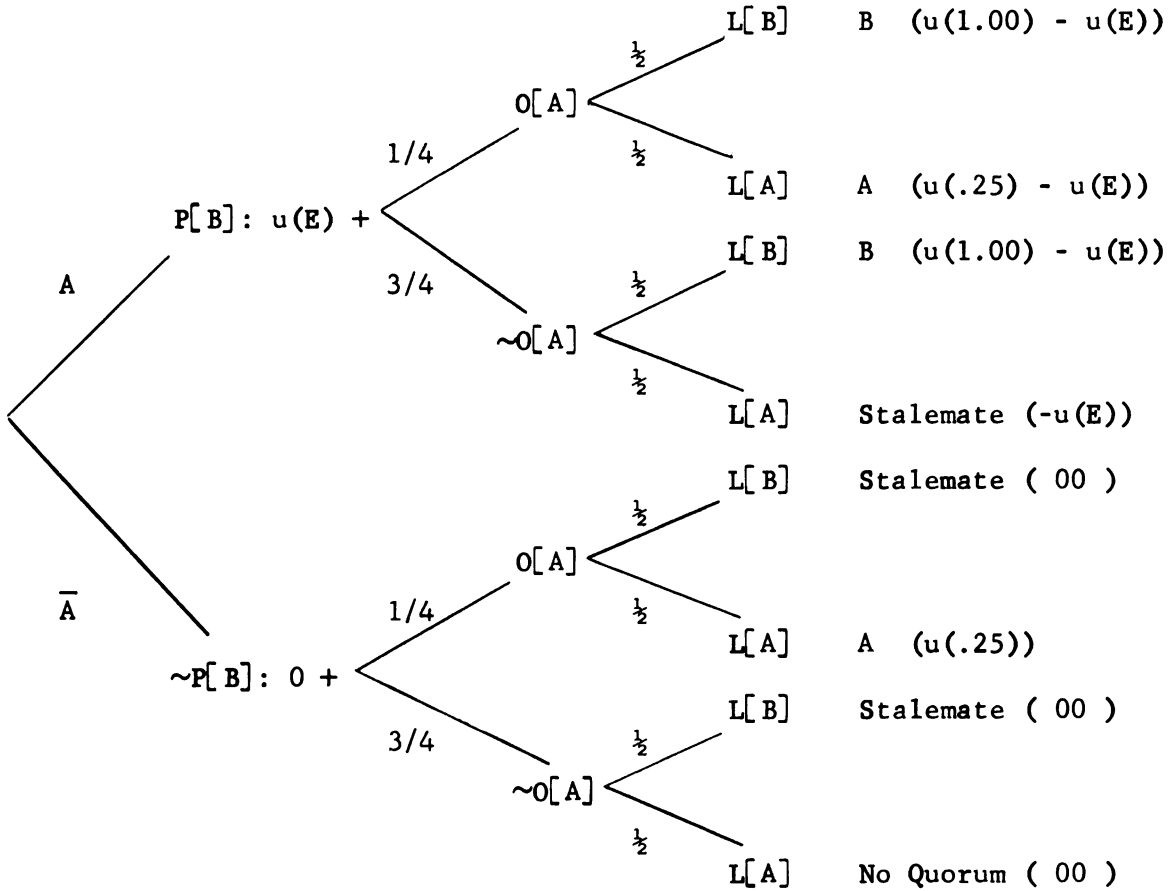 L[B] B (u(1.00) - u(E))
½
O[A]
1/4
½
L[A] A (u(.25) - u(E))
P[B]: u(E) +
L[B] B (u(1.00) - u(E))
A
3/4
½
~O[A]
½
L[A] Stalemate (-u(E))
L[B] Stalemate ( 00 )
½
O[A]
A̅
1/4
½
L[A] A (u(.25))
~P[B]: 0 +
L[B] Stalemate ( 00 )
3/4
½
~O[A]
½
L[A] No Quorum ( 00 )